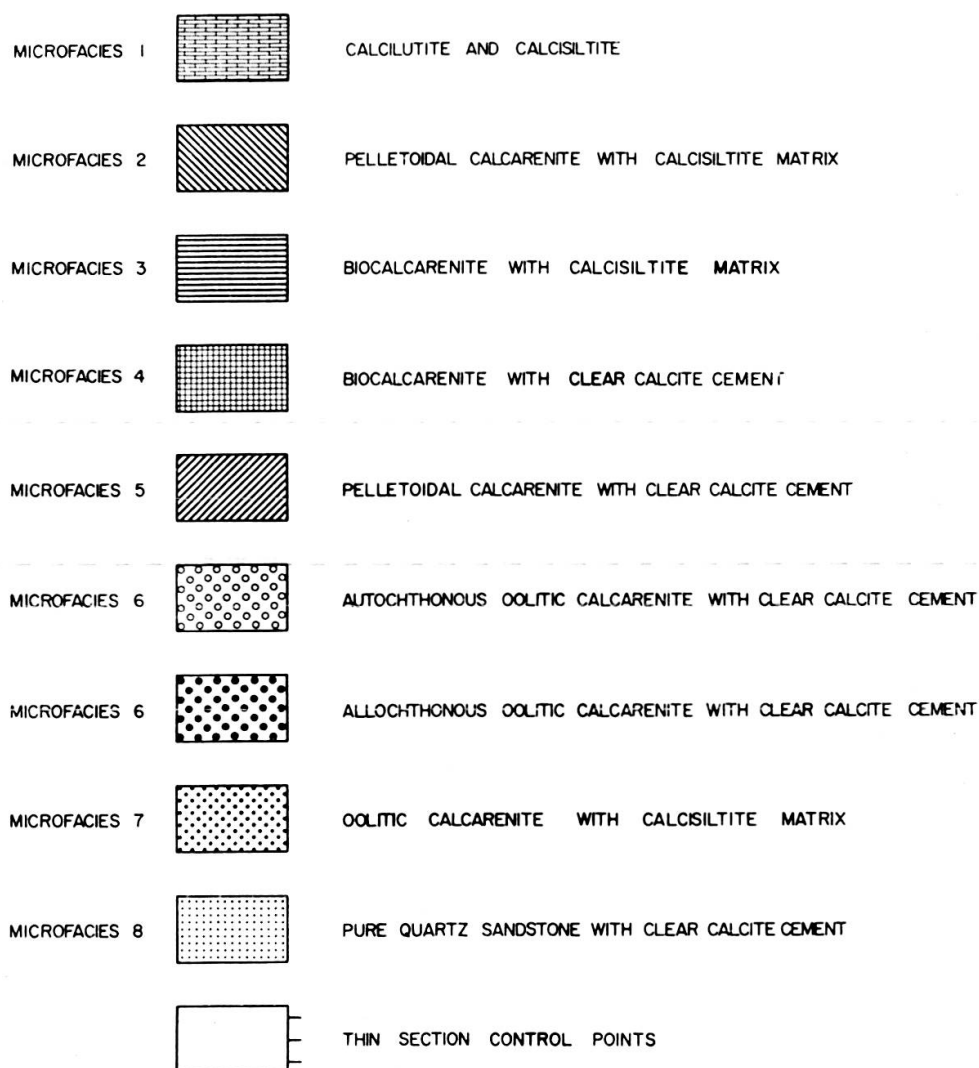 MICROFACIES 1 CALCILUTITE AND CALCISILTITE
MICROFACIES 2 PELLETOIDAL CALCARENITE WITH CALCISILTITE MATRIX
MICROFACIES 3 BIOCALCARENITE WITH CALCISILTITE MATRIX
MICROFACIES 4 BIOCALCARENITE WITH CLEAR CALCITE CEMENT
MICROFACIES 5 PELLETOIDAL CALCARENITE WITH CLEAR CALCITE CEMENT
MICROFACIES 6 AUTOCHTHONOUS OOLITIC CALCARENITE WITH CLEAR CALCITE CEMENT
MICROFACIES 6 ALLOCHTHONOUS OOLITIC CALCARENITE WITH CLEAR CALCITE CEMENT
MICROFACIES 7 OOLITIC CALCARENITE WITH CALCISILTITE MATRIX
MICROFACIES 8 PURE QUARTZ SANDSTONE WITH CLEAR CALCITE CEMENT
THIN SECTION CONTROL POINTS